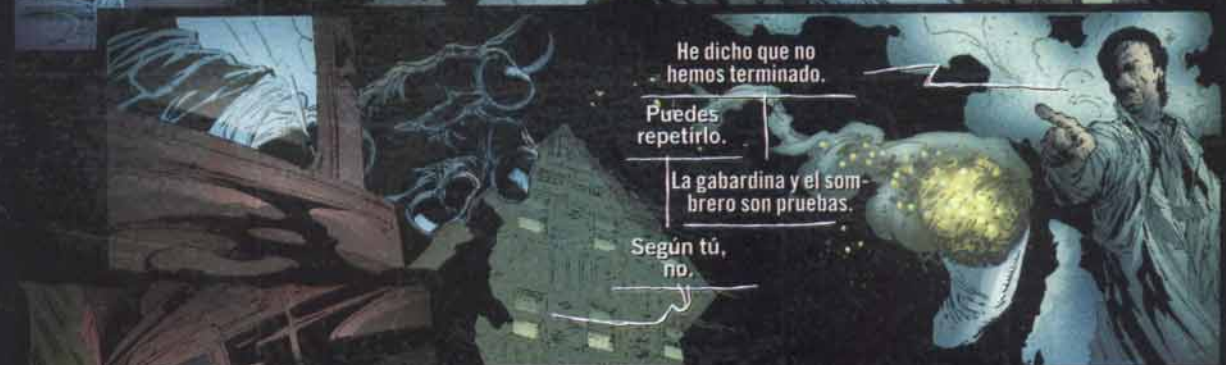 He dicho que no
hemos terminado.
Puedes
repetirlo.
La gabardina y el som-
brero son pruebas.
Según tú,
no.